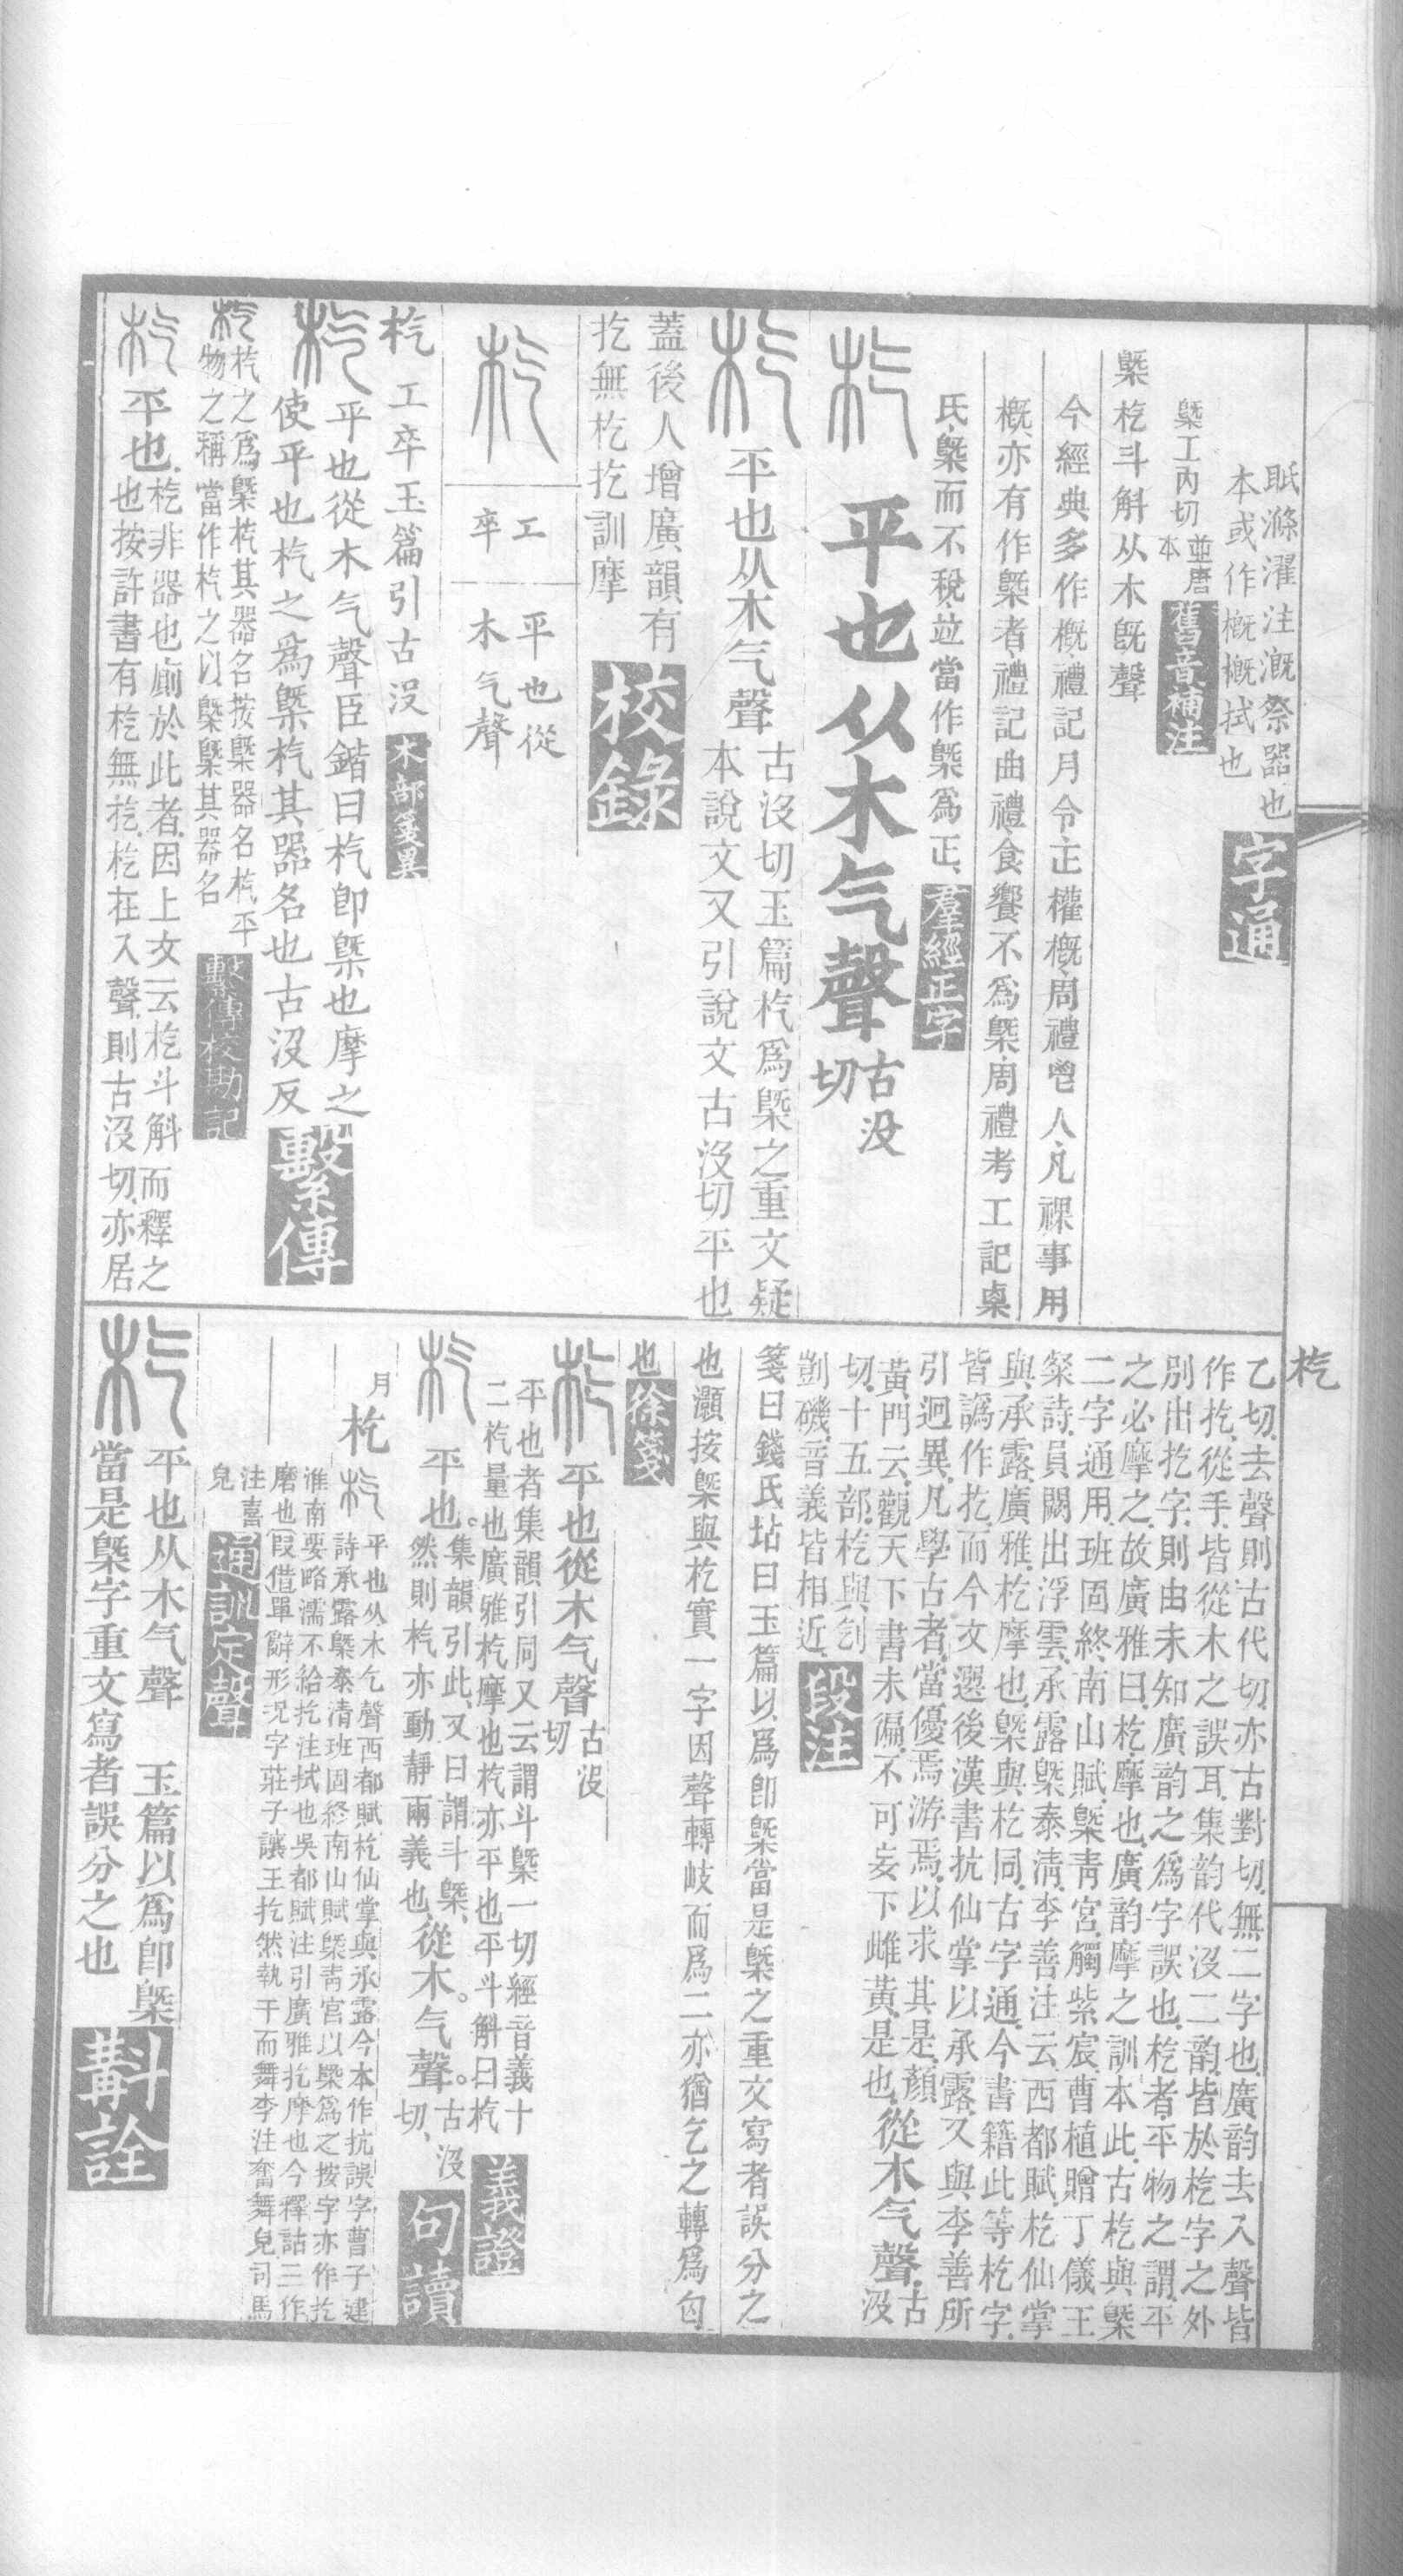 眡滌濯注漑祭器也
本或作概概拭也
字通
槩工內切
並唐
本
舊音補注
槩杚斗斛从木旣聲
今經典多作概禮記月令正權概周禮鬯人凡祼事用
概亦有作槩者禮記曲禮食饗不爲槩周禮考工記㮚
氏槩而不稅並當作槩爲正
羣經正字
平也从木气聲
古沒
切
平也从木气聲
古沒切玉篇杚爲槩之重文疑
本說文又引說文古沒切平也
蓋後人增廣韻有
扢無杚扢訓摩
校錄
工
卒
平也從
木气聲
杚
工卒玉篇引古沒
木部箋異
平也從木气聲臣鍇曰杚卽槩也摩之
使平也杚之爲槩杚其器名也古沒反
繫傳
杚之爲槩杚其器名按槩器名杚平
物之稱當作杚之以槩槩其器名
繫傳校勘記
平也
杚非器也廁於此者因上文云杚斗斛而釋之
也按許書有杚無扢杚在入聲則古沒切亦居
杚
乙切去聲則古代切亦古對切無二字也廣韵去入聲皆
作扢從手皆從木之誤耳集韵代沒二韵皆於杚字之外
別出扢字則由未知廣韵之爲字誤也杚者平物之謂平
之必摩之故廣雅曰杚摩也廣韵摩之訓本此古杚與槩
二字通用班固終南山賦槩靑宮觸紫宸曹植贈丁儀王
粲詩員闕出浮雲承露槩泰淸李善注云西都賦杚仙掌
與承露廣雅杚摩也槩與杚同古字通今書籍此等杚字
皆譌作扢而今文選後漢書抗仙掌以承露又與李善所
引迥異凡學古者當優焉游焉以求其是顏
黃門云觀天下書未徧不可妄下雌黃是也從木气聲
古沒
切十五部杚與刉
剴磯音義皆相近
段注
箋曰錢氏坫曰玉篇以爲卽槩當是槩之重文寫者誤分之
也灝按槩與杚實一字因聲轉岐而爲二亦猶乞之轉爲匃
也
徐箋
平也從木气聲
古沒
切
平也者集韻引同又云謂斗槩一切經音義十
二杚量也廣雅杚摩也杚亦平也平斗斛曰杚
義證
平也
集韻引此又曰謂斗槩
然則杚亦動靜兩義也
從木气聲
古沒
切
句讀
月
杚
平也从木乞聲西都賦杚仙掌與承露今本作抗誤字曹子建
詩承露槩泰淸班固終南山賦槩靑宮以槩爲之按字亦作扢
淮南要略濡不給扢注拭也吳都賦注引廣雅扢摩也今釋詁三作
磨也叚借單辭形況字莊子讓王扢然執干而舞李注奮舞皃司馬
注喜
皃
通訓定聲
平也从木气聲　玉篇以爲卽槩
當是槩字重文寫者誤分之也
斠詮